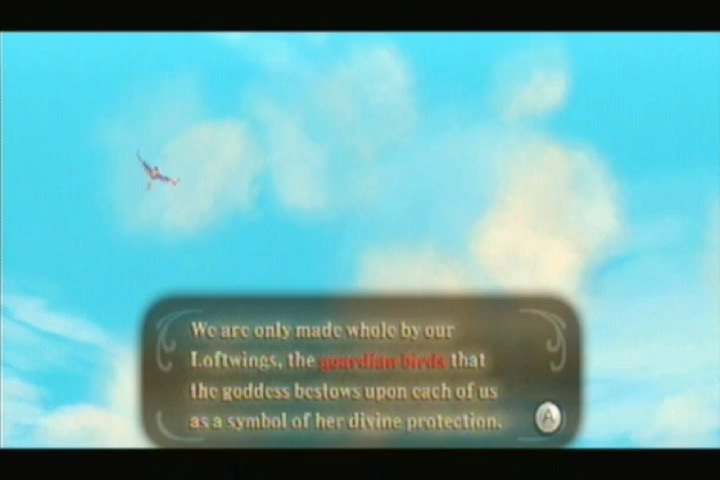 We are only made whole by our
Loftwings, the guardian birds that
the goddess bestows upon each of us
as a symbol of her divine protection.
A